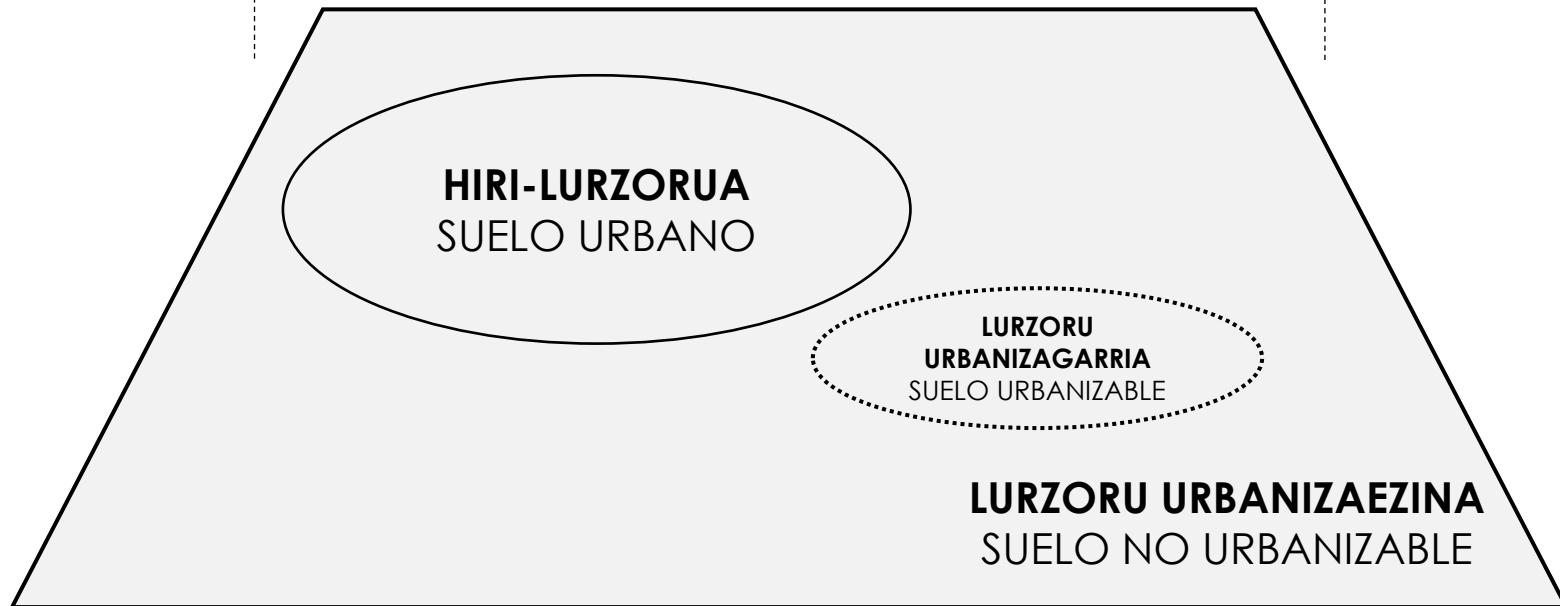 HIRI-LURZORUA
SUELO URBANO
LURZORU
URBANIZAGARRIA
SUELO URBANIZABLE
LURZORU URBANIZAEZINA
SUELO NO URBANIZABLE